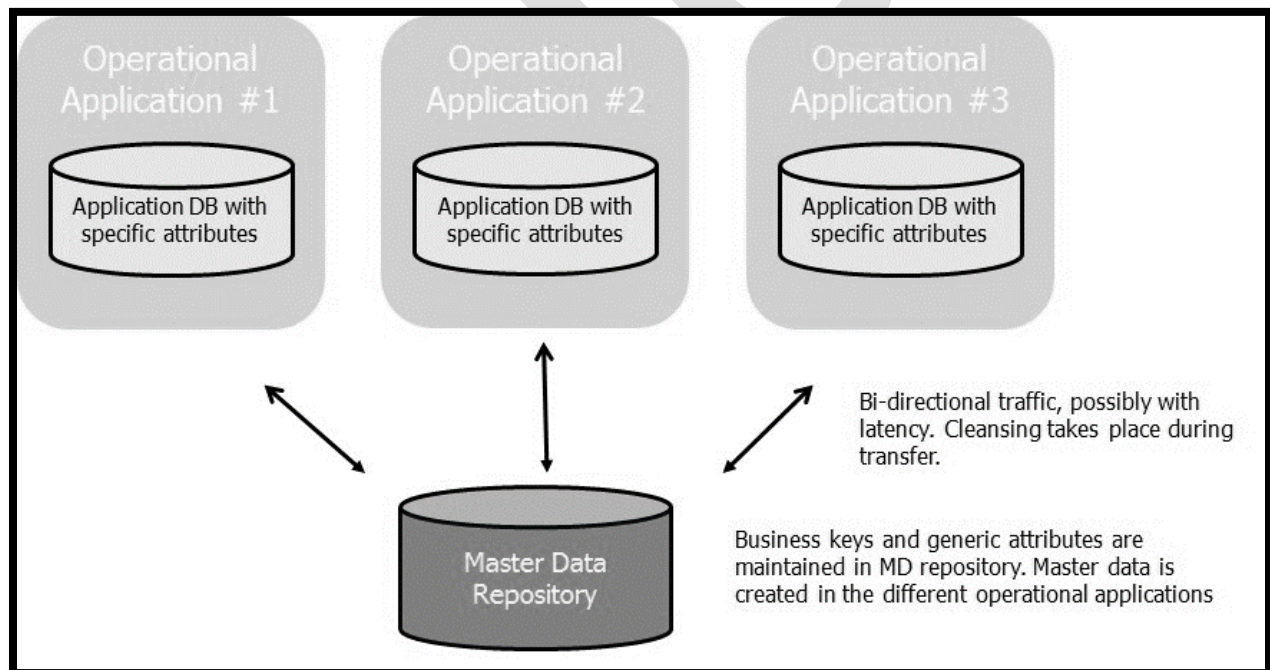 Operational
Application #1
Application DB with
specific attributes
Operational
Application #2
Application DB with
specific attributes
Operational
Application #3
Application DB with
specific attributes
Bi-directional traffic, possibly with
latency. Cleansing takes place during
transfer.
Master Data
Repository
Business keys and generic attributes are
maintained in MD repository. Master data is
created in the different operational applications